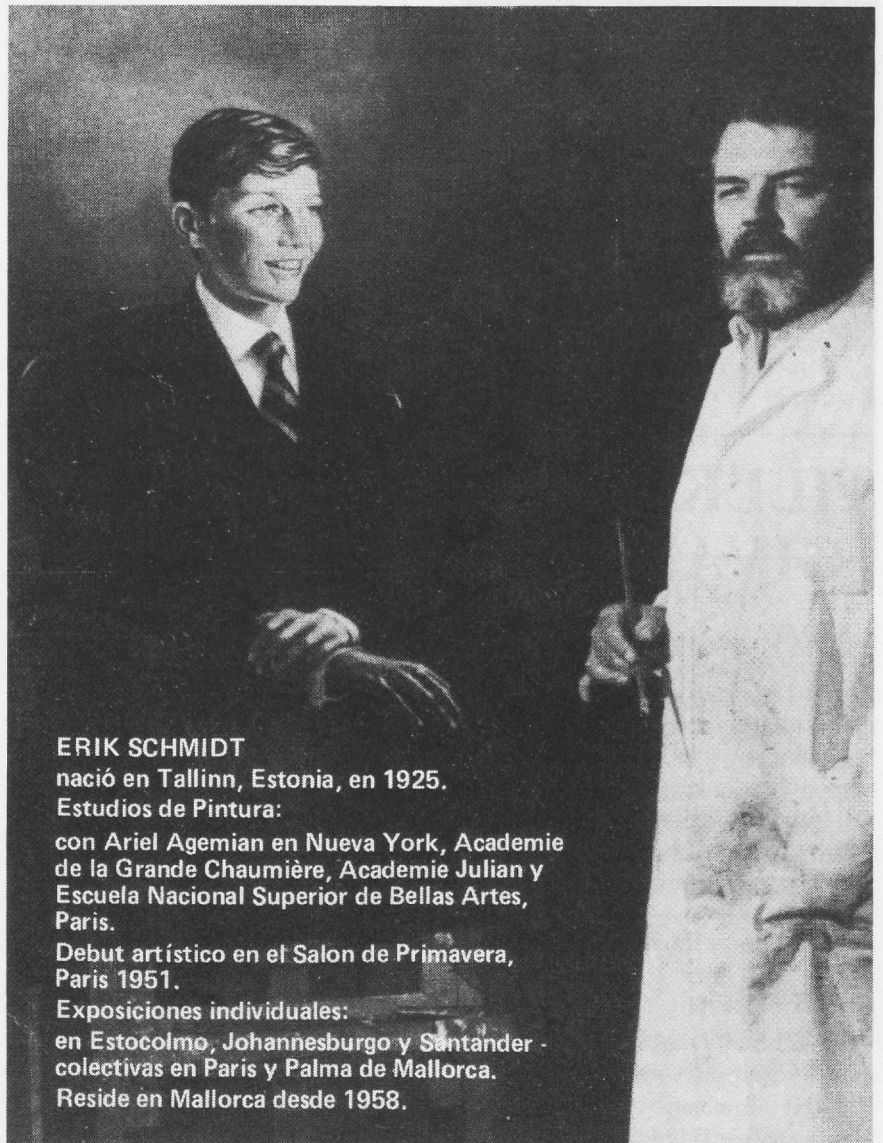 ERIK SCHMIDT
nació en Tallinn, Estonia, en 1925.
Estudios de Pintura:
con Ariel Agemian en Nueva York, Academie
de la Grande Chaumière, Academie Julian y
Escuela Nacional Superior de Bellas Artes,
Paris.
Debut artístico en el Salon de Primavera,
Paris 1951.
Exposiciones individuales:
en Estocolmo, Johannesburgo y Santander -
colectivas en Paris y Palma de Mallorca.
Reside en Mallorca desde 1958.